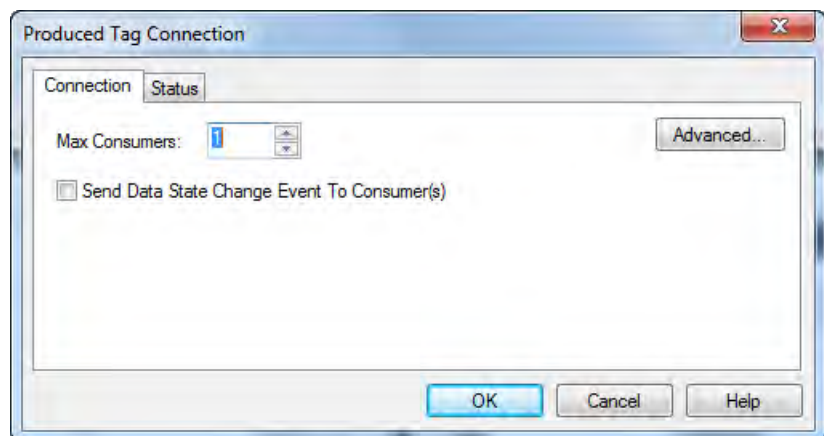 Produced Tag Connection
Connection Status
Max Consumers: 1 Advanced...
Send Data State Change Event To Consumer(s)
OK Cancel Help